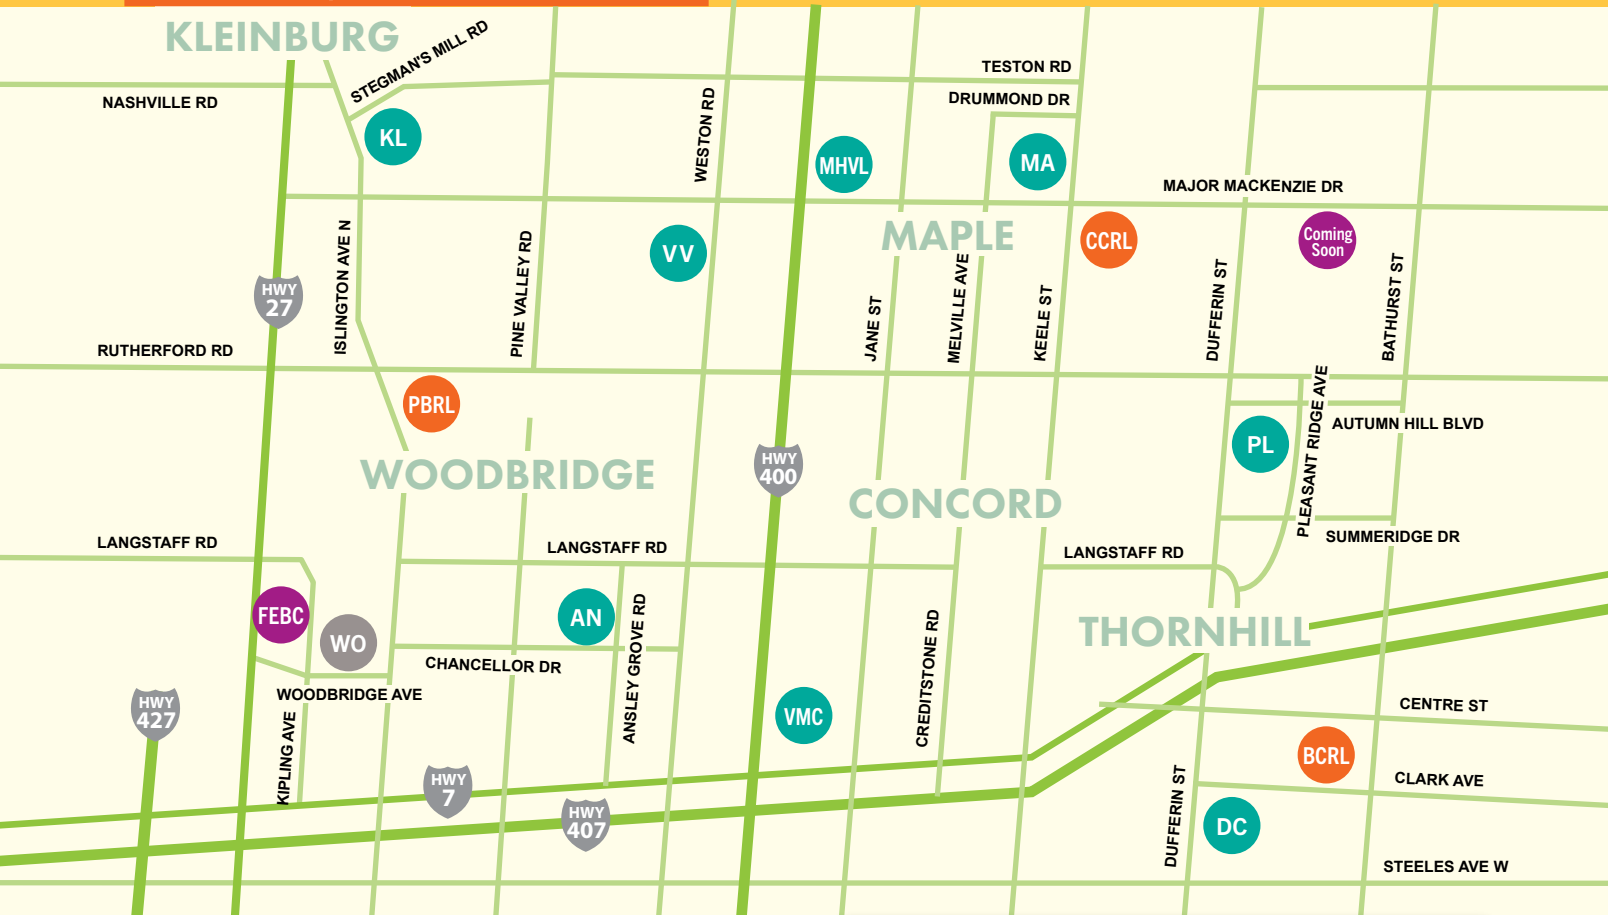 KLEINBURG
STEGMAN'S MILL RD
TESTON RD
NASHVILLE RD
DRUMMOND DR
WESTON RD
KL
MHVL
MA
MAJOR MACKENZIE DR
MAPLE
CCRL
Coming
Soon
VV
ISLINGTON AVE N
PINE VALLEY RD
HWY
27
JANE ST
MELVILLE AVE
KEELE ST
DUFFERIN ST
BATHURST ST
RUTHERFORD RD
PBRL
PLEASANT RIDGE AVE
AUTUMN HILL BLVD
PL
WOODBRIDGE
HWY
400
CONCORD
SUMMERIDGE DR
LANGSTAFF RD
LANGSTAFF RD
LANGSTAFF RD
FEBC
WO
AN
ANSLEY GROVE RD
CREDITSTONE RD
THORNHILL
CHANCELLOR DR
WOODBRIDGE AVE
HWY
427
KIPLING AVE
VMC
CENTRE ST
BCRL
HWY
7
CLARK AVE
HWY
407
DUFFERIN ST
DC
STEELES AVE W